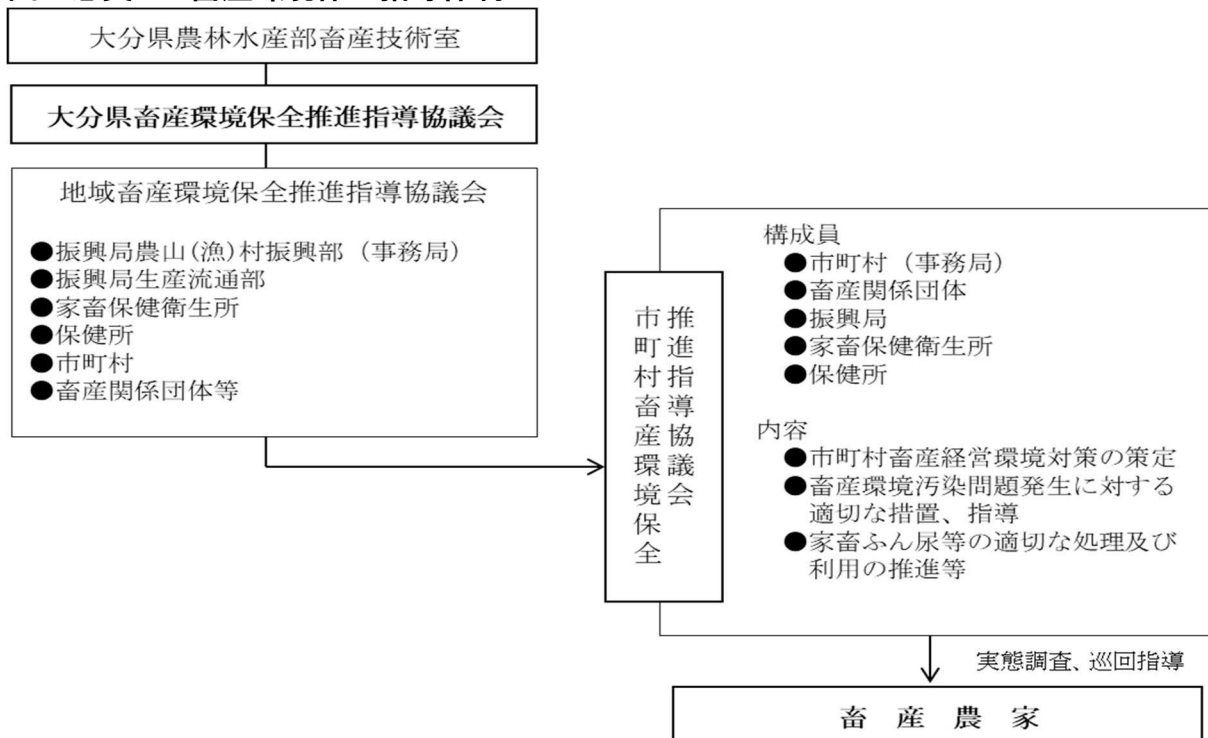 大分県農林水産部畜産技術室
大分県畜産環境保全推進指導協議会
地域畜産環境保全推進指導協議会
●振興局農山(漁)村振興部（事務局）
●振興局生産流通部
●家畜保健衛生所
●保健所
●市町村
●畜産関係団体等
市町村畜産環境保全
推進指導協議会
構成員
●市町村（事務局）
●畜産関係団体
●振興局
●家畜保健衛生所
●保健所
内容
●市町村畜産経営環境対策の策定
●畜産環境汚染問題発生に対する
適切な措置、指導
●家畜ふん尿等の適切な処理及び
利用の推進等
実態調査、巡回指導
畜産農家